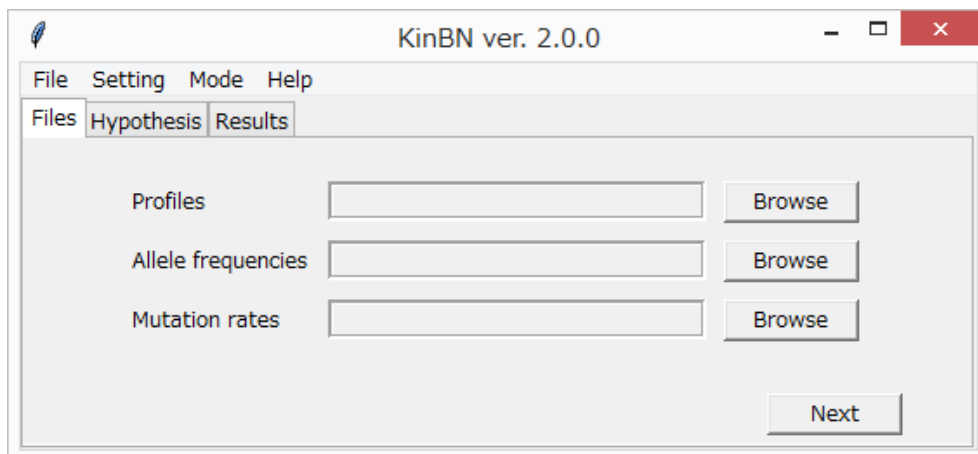 KinBN ver. 2.0.0
File Setting Mode Help
Files Hypothesis Results
Profiles Browse
Allele frequencies Browse
Mutation rates Browse
Next